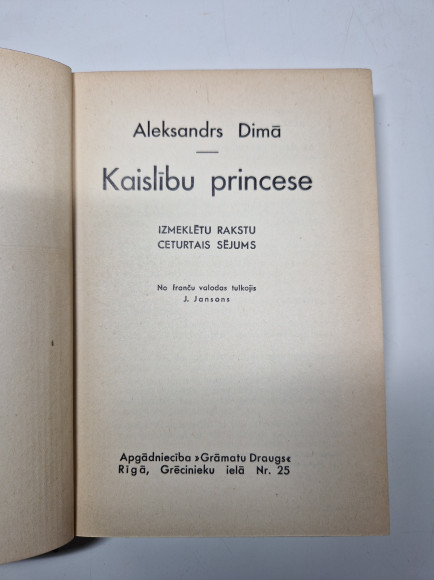 Aleksandrs Dimā
Kaislību princese
IZMEKLĒTU RAKSTU
CETURTAIS SĒJUMS
No franču valodas tulkojis
J. Jansons
Apgādniecība »Grāmatu Draugs«
Rīgā, Grēcinieku ielā Nr. 25